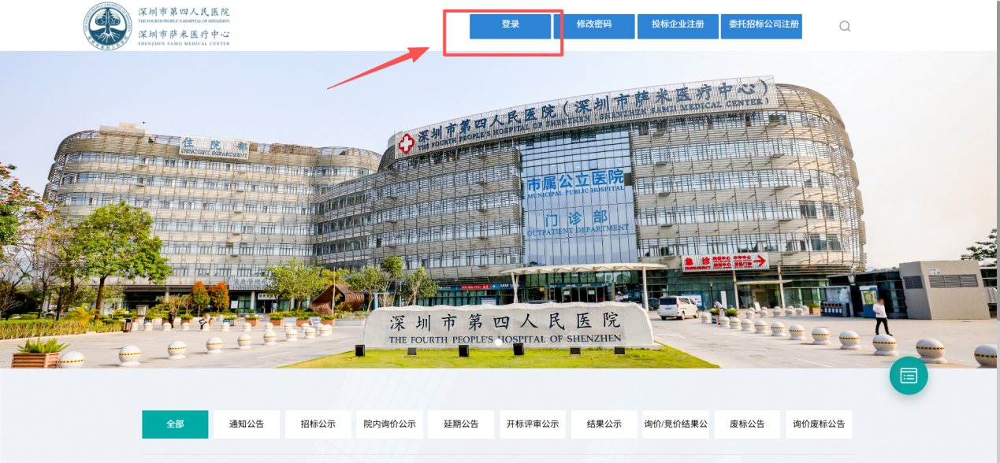 深圳市第四人民医院
THE FOURTH PEOPLE'S HOSPITAL OF SHENZHEN
深圳市萨米医疗中心
SHENZHEN SAMII MEDICAL CENTER
登录
修改密码
投标企业注册
委托招标公司注册
深圳市第四人民医院（深圳市萨米医疗中心）
THE FOURTH PEOPLE'S HOSPITAL OF SHENZHEN (SHENZHEN SAMII MEDICAL CENTER)
住院部
INPATIENT DEPARTMENT
市属公立医院
MUNICIPAL PUBLIC HOSPITAL
门诊部
OUTPATIENT DEPARTMENT
急诊
深圳市第四人民医院
THE FOURTH PEOPLE'S HOSPITAL OF SHENZHEN
全部
通知公告
招标公示
院内询价公示
延期公告
开标评审公示
结果公示
询价/竞价结果公
废标公告
询价废标公告